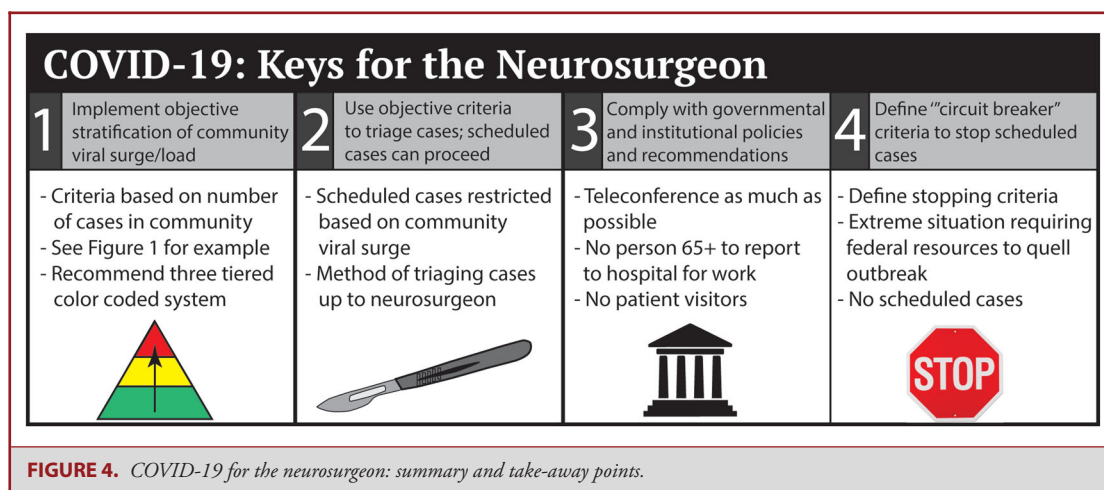 COVID-19: Keys for the Neurosurgeon
1
Implement objective
stratification of community
viral surge/load
- Criteria based on number
of cases in community
- See Figure 1 for example
- Recommend three tiered
color coded system
2
Use objective criteria
to triage cases; scheduled
cases can proceed
- Scheduled cases restricted
based on community
viral surge
- Method of triaging cases
up to neurosurgeon
3
Comply with governmental
and institutional policies
and recommendations
- Teleconference as much as
possible
- No person 65+ to report
to hospital for work
- No patient visitors
4
Define '"circuit breaker"
criteria to stop scheduled
cases
- Define stopping criteria
- Extreme situation requiring
federal resources to quell
outbreak
- No scheduled cases
STOP
FIGURE 4. COVID-19 for the neurosurgeon: summary and take-away points.